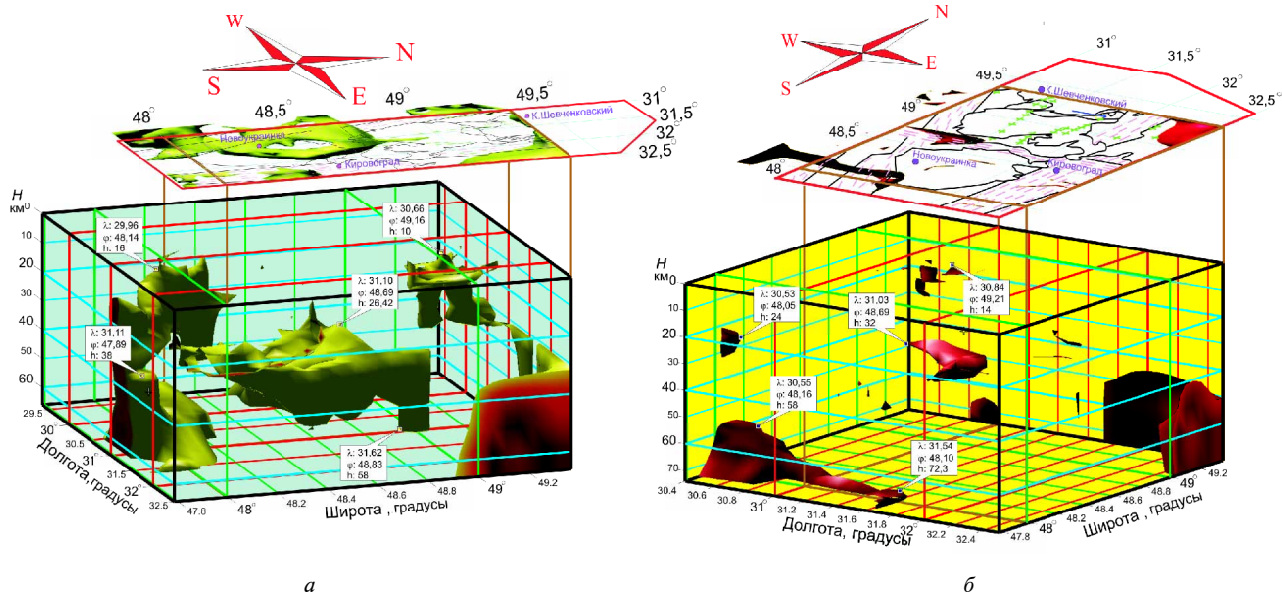 W
N
S
E
48°
48,5°
49°
49,5°
31°
31,5°
32°
32,5°
Новоукраинка
Кировоград
К.Шевченковский
H
км
0
10
20
30
40
50
60
λ: 29,96
φ: 48,14
h: 16
λ: 30,66
φ: 49,16
h: 10
λ: 31,10
φ: 48,69
h: 26,42
λ: 31,11
φ: 47,89
h: 38
λ: 31,62
φ: 48,83
h: 58
29.5
30°
30.5
31°
31.5
32°
32.5
Долгота, градусы
47.0
48°
48.2
48.4
48.6
48.8
49°
49.2
Широта , градусы
а
N
W
E
S
48°
48,5°
49°
49,5°
31°
31,5°
32°
32,5°
К.Шевченковский
Новоукраинка
Кировоград
H
км
0
10
20
30
40
50
60
70
λ: 30,53
φ: 48,05
h: 24
λ: 31,03
φ: 48,69
h: 32
λ: 30.84
φ: 49,21
h: 14
λ: 30,55
φ: 48,16
h: 58
λ: 31,54
φ: 48,10
h: 72,3
30.4
30.6
30.8
31°
31.2
31.4
31.6
31.8
32°
32.2
32.4
Долгота, градусы
47.8
48°
48.2
48.4
48.6
48.8
49°
49.2
Широта, градусы
б